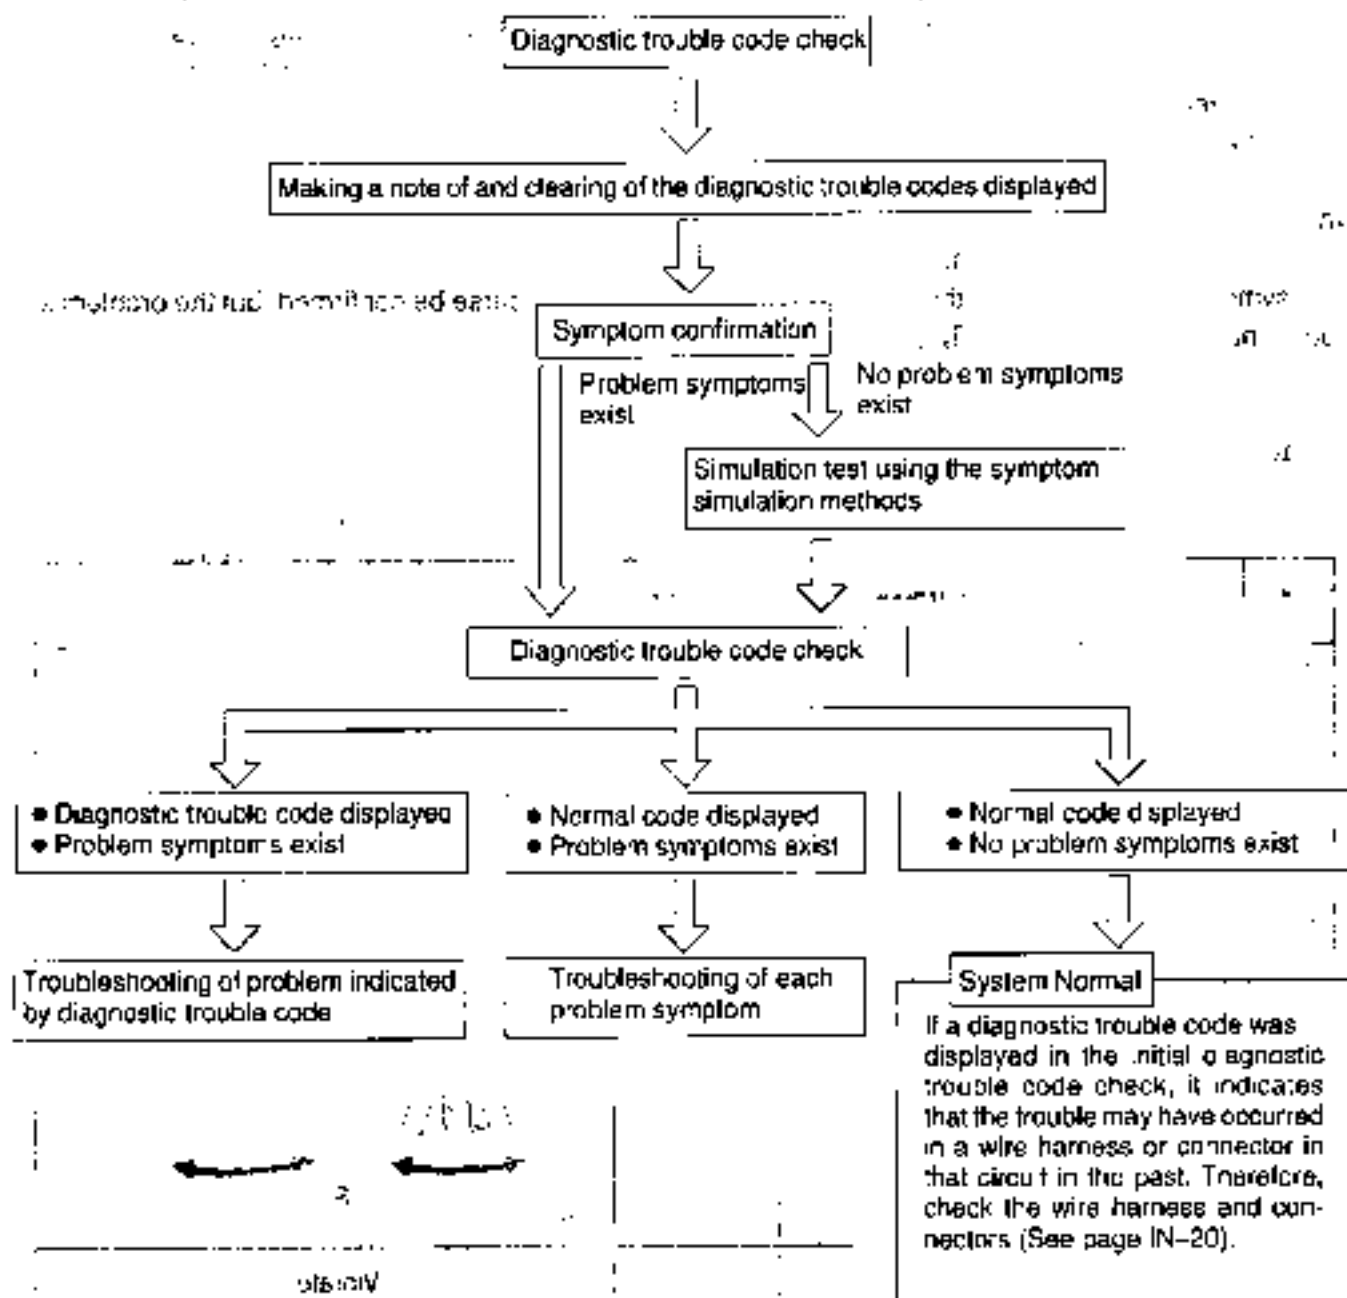 Diagnostic trouble code check
Making a note of and clearing of the diagnostic trouble codes displayed
Symptom confirmation
Problem symptoms
exist
No problem symptoms
exist
Simulation test using the symptom
simulation methods
Diagnostic trouble code check
● Diagnostic trouble code displayed
● Problem symptoms exist
● Normal code displayed
● Problem symptoms exist
● Normal code displayed
● No problem symptoms exist
Troubleshooting of problem indicated
by diagnostic trouble code
Troubleshooting of each
problem symptom
System Normal
If a diagnostic trouble code was
displayed in the initial diagnostic
trouble code check, it indicates
that the trouble may have occurred
in a wire harness or connector in
that circuit in the past. Therefore,
check the wire harness and con-
nectors (See page IN–20).